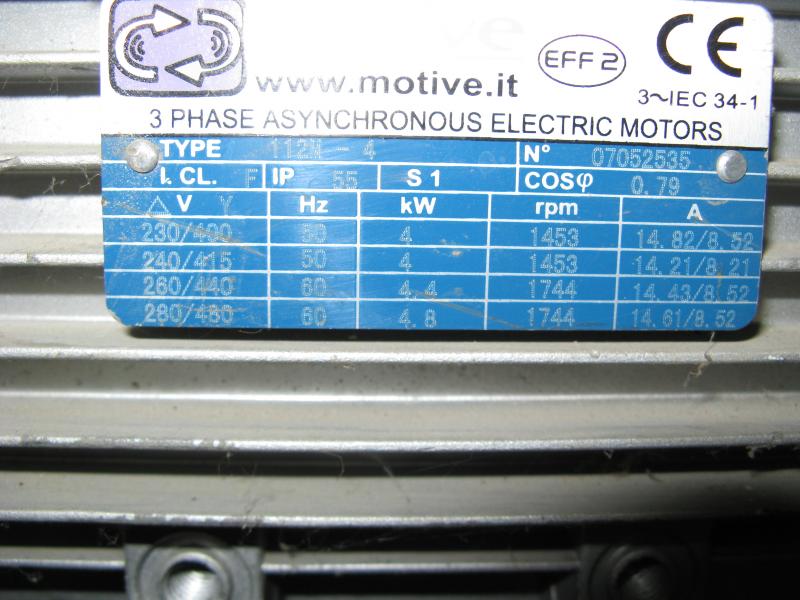 www.motive.it
EFF 2
CE
3~IEC 34-1
3 PHASE ASYNCHRONOUS ELECTRIC MOTORS
TYPE 112M - 4 N° 07052535
I. CL. F IP 55 S 1 COSφ 0.79
△ V Y Hz kW rpm A
230/400 50 4 1453 14.82/8.52
240/415 50 4 1453 14.21/8.21
260/440 60 4.4 1744 14.43/8.52
280/480 60 4.8 1744 14.61/8.52